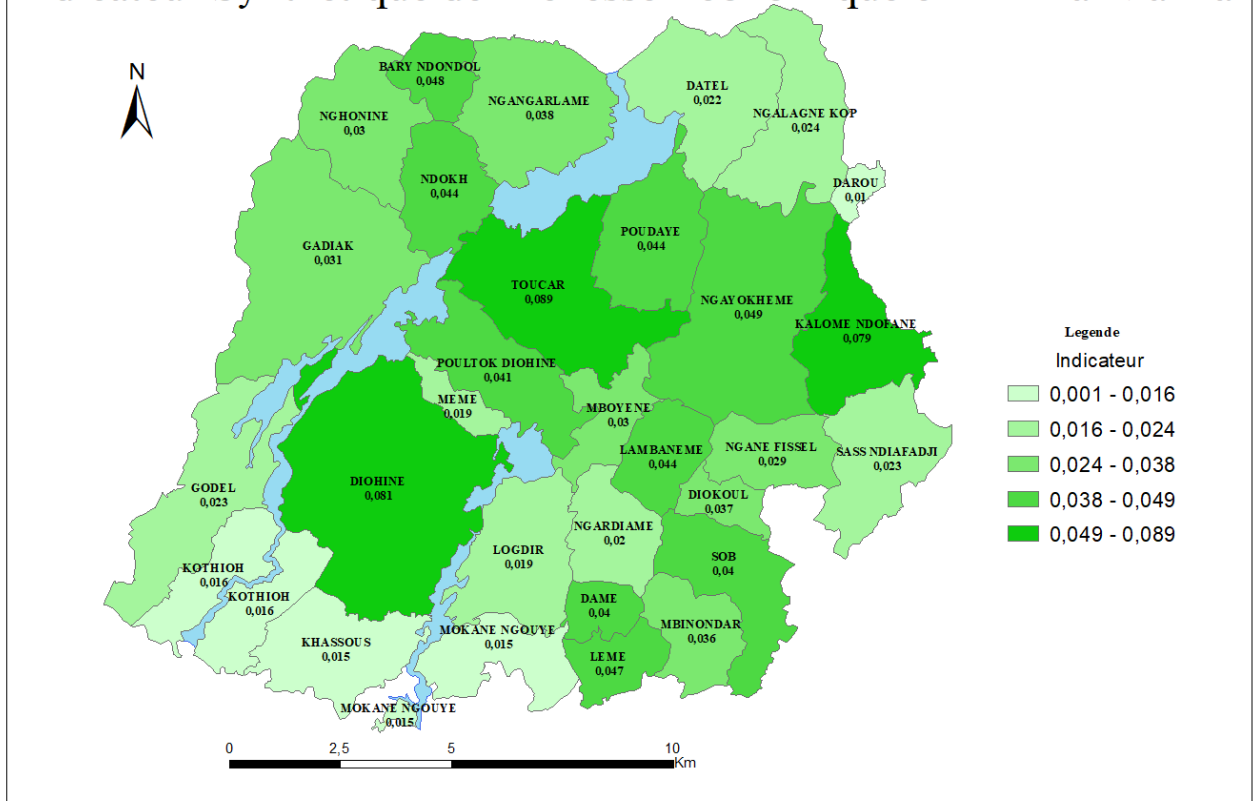 N
BARY NDONDOL
0,048
NGANGARLAME
0,038
DATEL
0,022
NGALAGNE KOP
0,024
NGHONINE
0,03
NDOKH
0,044
DAROU
0,01
GADIAK
0,031
POUDAYE
0,044
TOUCAR
0,089
NGAYOKHEME
0,049
KALOME NDOFANE
0,079
POULTOK DIOHINE
0,041
MEME
0,019
MBOYENE
0,03
LAMBANEME
0,044
NGANE FISSEL
0,029
SASS NDIAFADJI
0,023
GODEL
0,023
DIOHINE
0,081
DIOKOUL
0,037
NGARDIAME
0,02
LOGDIR
0,019
SOB
0,04
KOTHIOH
0,016
KOTHIOH
0,016
DAME
0,04
MBINONDAR
0,036
KHASSOUS
0,015
MOKANE NGOUYE
0,015
LEME
0,047
MOKANE NGOUYE
0,015
Legende
Indicateur
0,001 - 0,016
0,016 - 0,024
0,024 - 0,038
0,038 - 0,049
0,049 - 0,089
0 2,5 5 10
Km